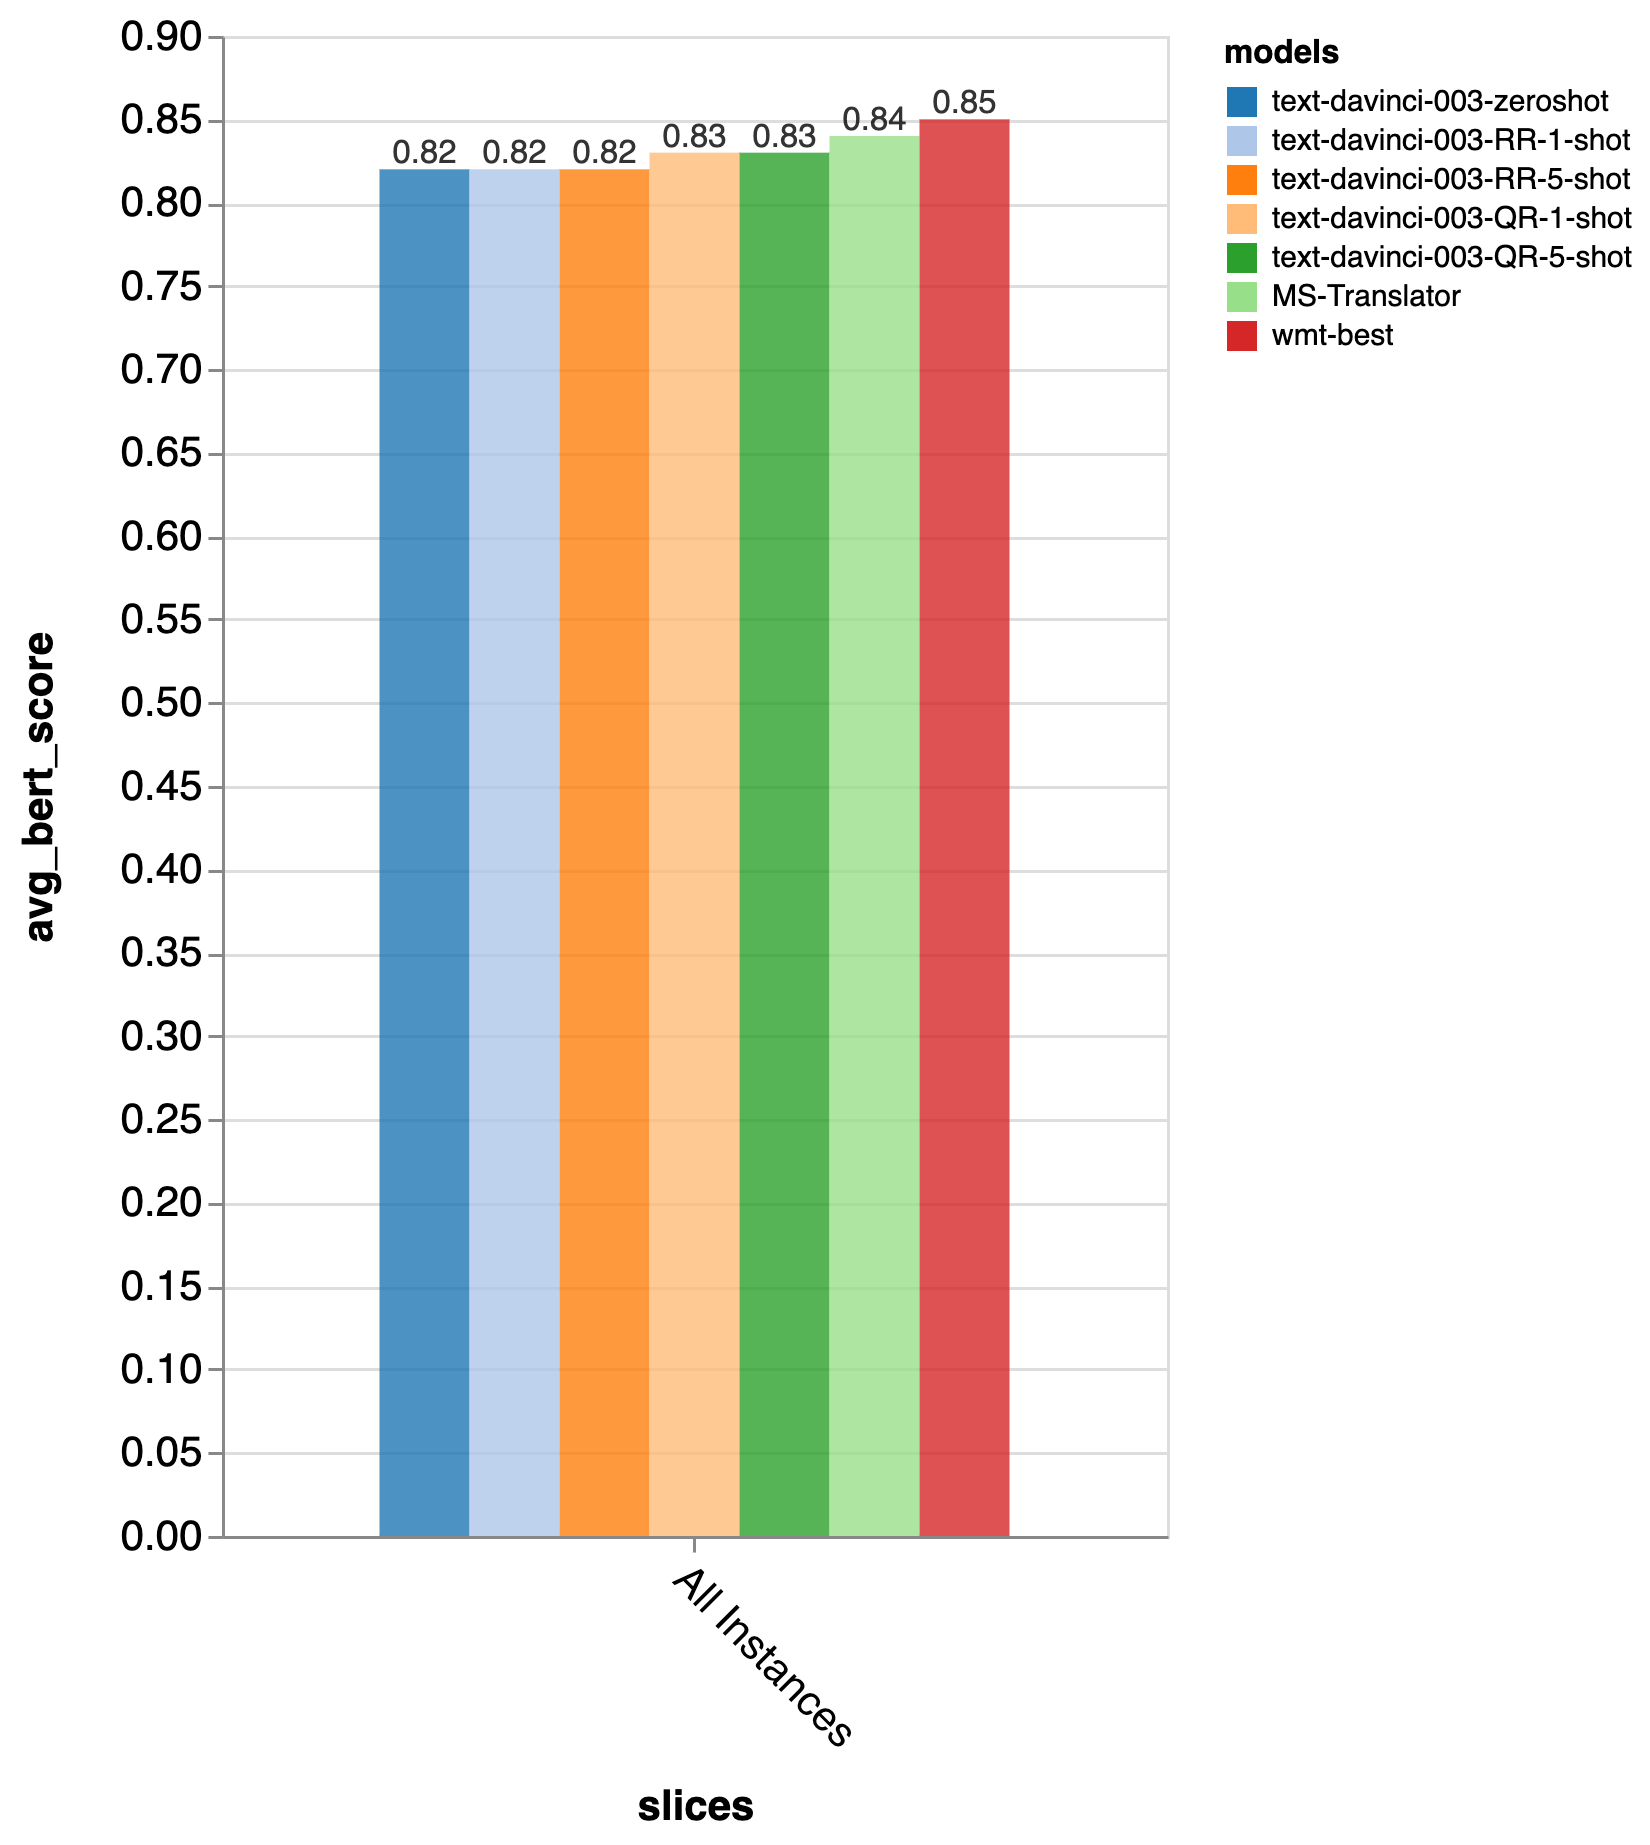 0.90
0.85
0.80
0.75
0.70
0.65
0.60
0.55
0.50
0.45
0.40
0.35
0.30
0.25
0.20
0.15
0.10
0.05
0.00
avg_bert_score
0.82 0.82 0.82 0.83 0.83 0.84 0.85
All Instances
slices
models
text-davinci-003-zeroshot
text-davinci-003-RR-1-shot
text-davinci-003-RR-5-shot
text-davinci-003-QR-1-shot
text-davinci-003-QR-5-shot
MS-Translator
wmt-best